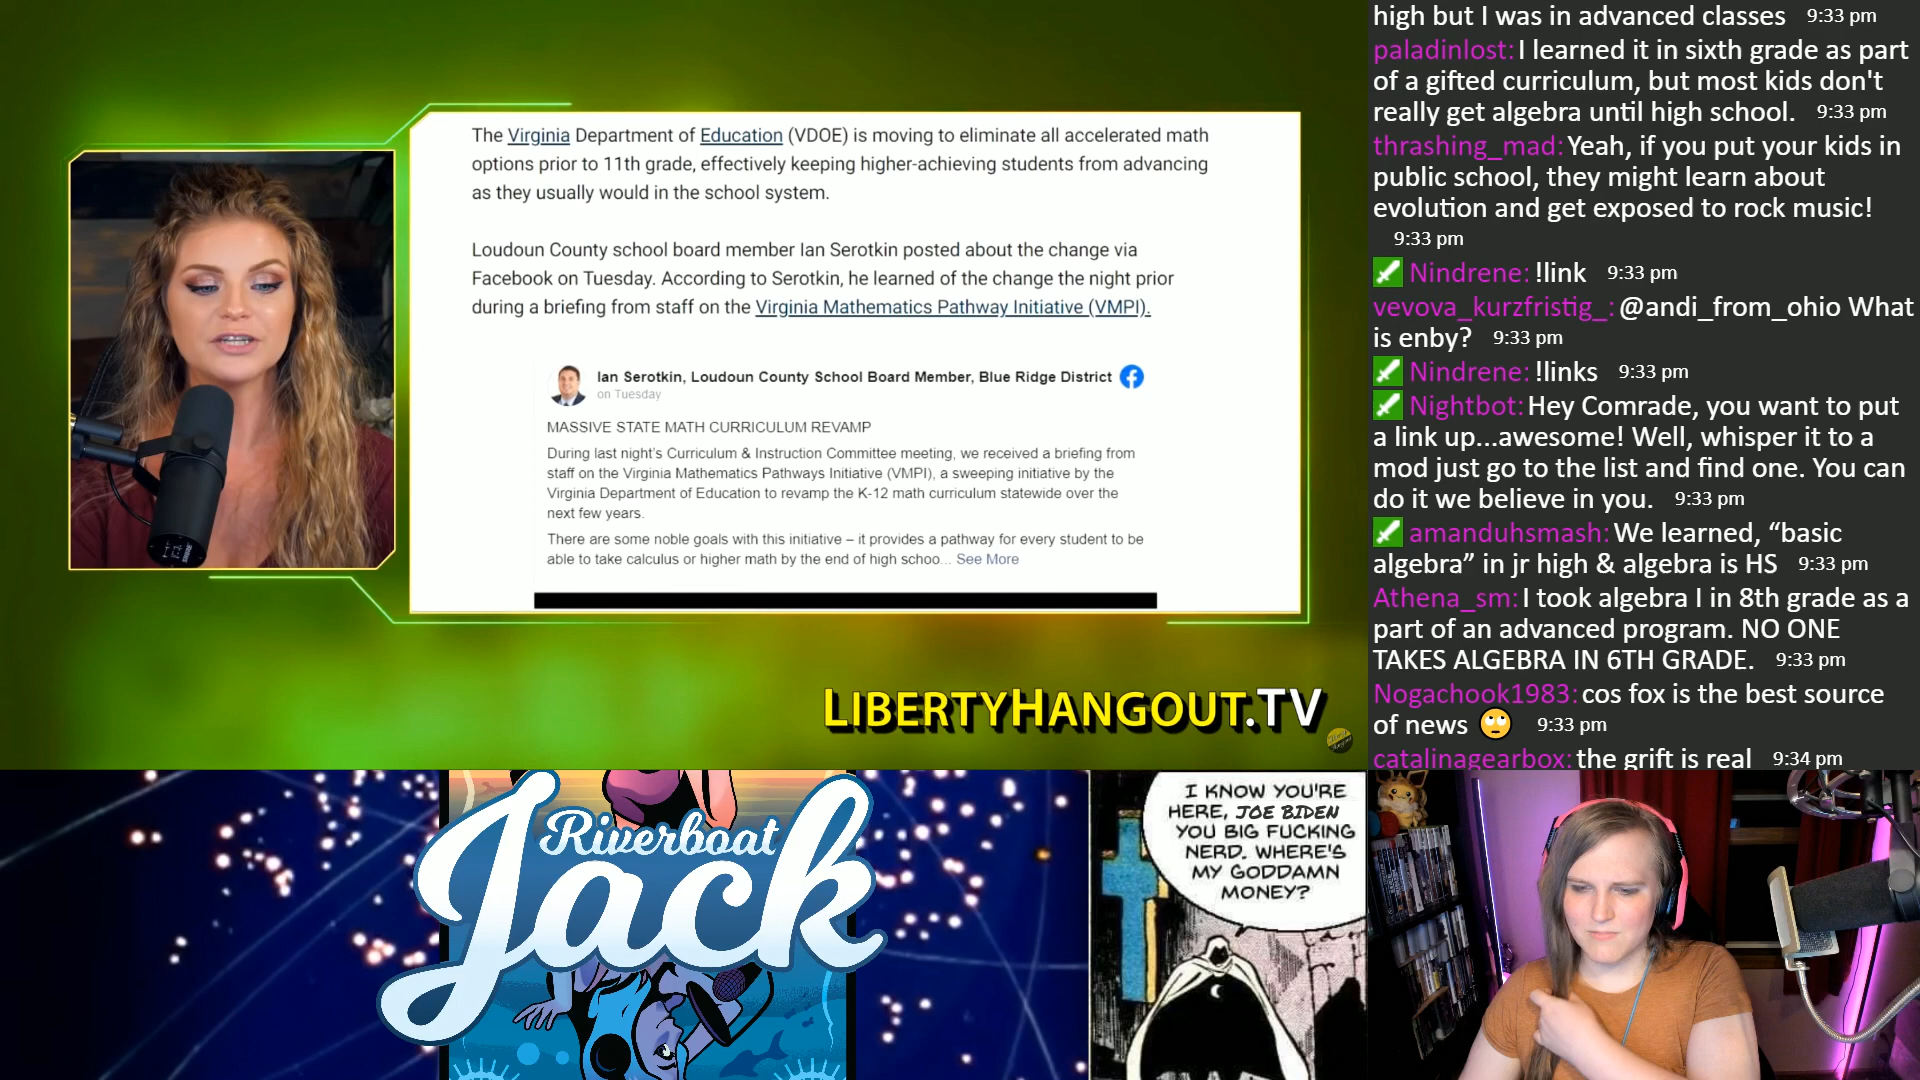 The Virginia Department of Education (VDOE) is moving to eliminate all accelerated math
options prior to 11th grade, effectively keeping higher-achieving students from advancing
as they usually would in the school system.
Loudoun County school board member Ian Serotkin posted about the change via
Facebook on Tuesday. According to Serotkin, he learned of the change the night prior
during a briefing from staff on the Virginia Mathematics Pathway Initiative (VMPI).
Ian Serotkin, Loudoun County School Board Member, Blue Ridge District
on Tuesday
MASSIVE STATE MATH CURRICULUM REVAMP
During last night's Curriculum & Instruction Committee meeting, we received a briefing from
staff on the Virginia Mathematics Pathways Initiative (VMPI), a sweeping initiative by the
Virginia Department of Education to revamp the K-12 math curriculum statewide over the
next few years.
There are some noble goals with this initiative – it provides a pathway for every student to be
able to take calculus or higher math by the end of high schoo... See More
LIBERTYHANGOUT.TV
high but I was in advanced classes 9:33 pm
paladinlost: I learned it in sixth grade as part
of a gifted curriculum, but most kids don't
really get algebra until high school. 9:33 pm
thrashing_mad: Yeah, if you put your kids in
public school, they might learn about
evolution and get exposed to rock music!
9:33 pm
Nindrene: !link 9:33 pm
vevova_kurzfristig_: @andi_from_ohio What
is enby? 9:33 pm
Nindrene: !links 9:33 pm
Nightbot: Hey Comrade, you want to put
a link up...awesome! Well, whisper it to a
mod just go to the list and find one. You can
do it we believe in you. 9:33 pm
amanduhsmash: We learned, “basic
algebra” in jr high & algebra is HS 9:33 pm
Athena_sm: I took algebra I in 8th grade as a
part of an advanced program. NO ONE
TAKES ALGEBRA IN 6TH GRADE. 9:33 pm
Nogachook1983: cos fox is the best source
of news 🙄 9:33 pm
catalinagearbox: the grift is real 9:34 pm
Riverboat
Jack
I KNOW YOU'RE
HERE, JOE BIDEN
YOU BIG FUCKING
NERD. WHERE'S
MY GODDAMN
MONEY?